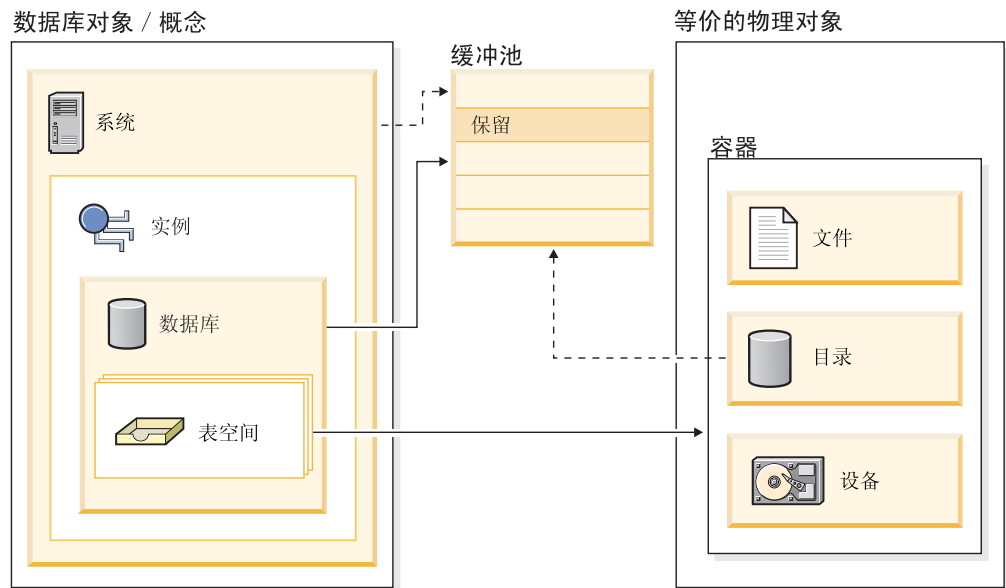 数据库对象 / 概念
系统
实例
数据库
表空间
缓冲池
保留
等价的物理对象
容器
文件
目录
设备